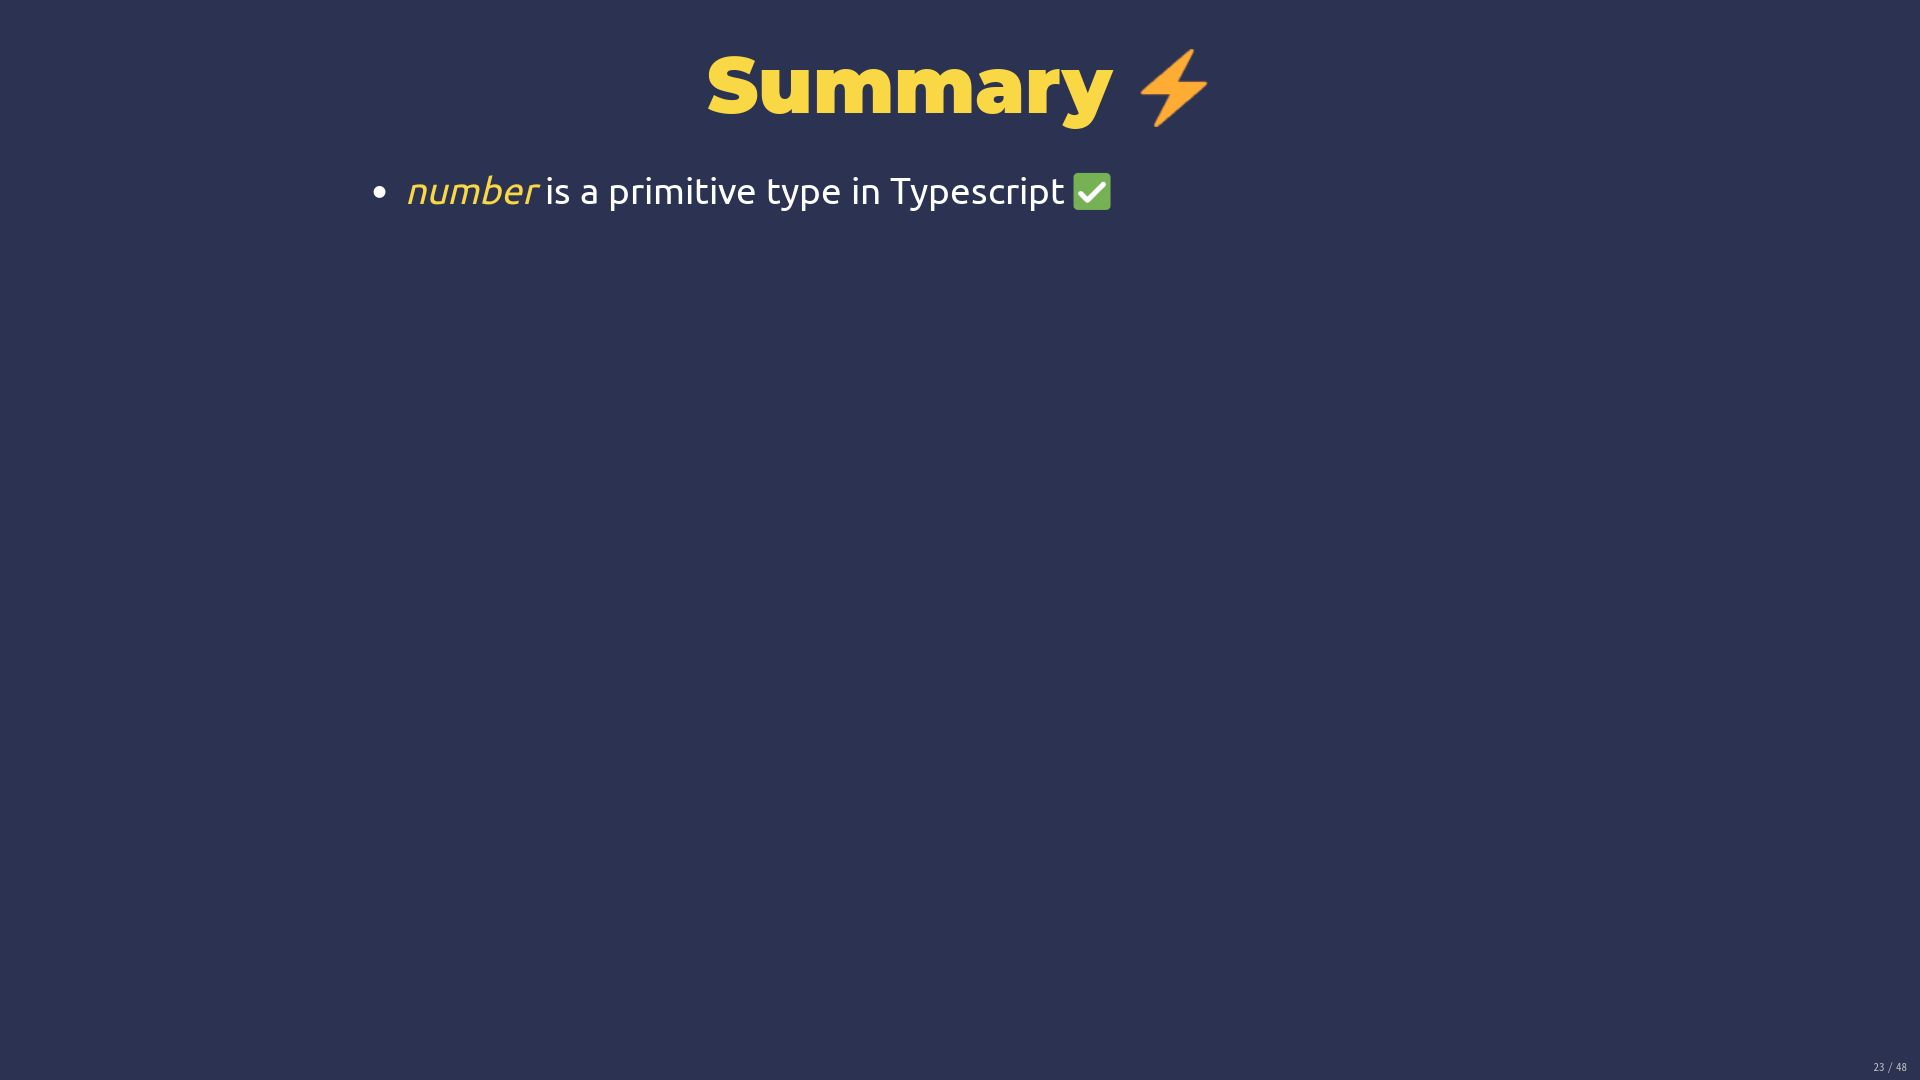 Summary ⚡
• number is a primitive type in Typescript ✅
23 / 48